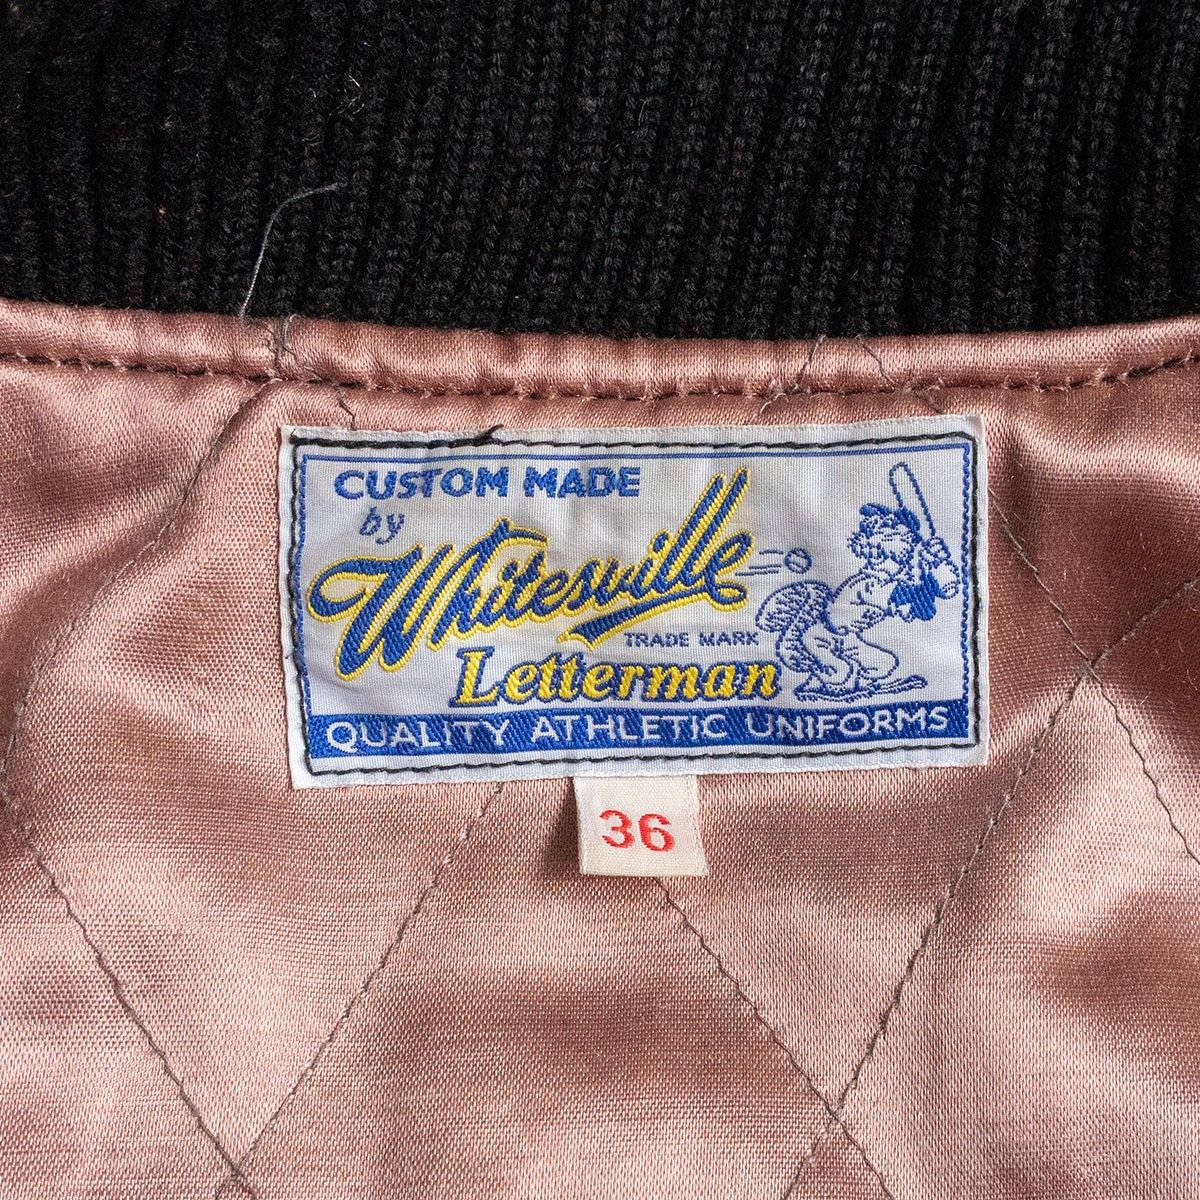 CUSTOM MADE
by
Whitesville
TRADE MARK
Letterman
QUALITY ATHLETIC UNIFORMS
36